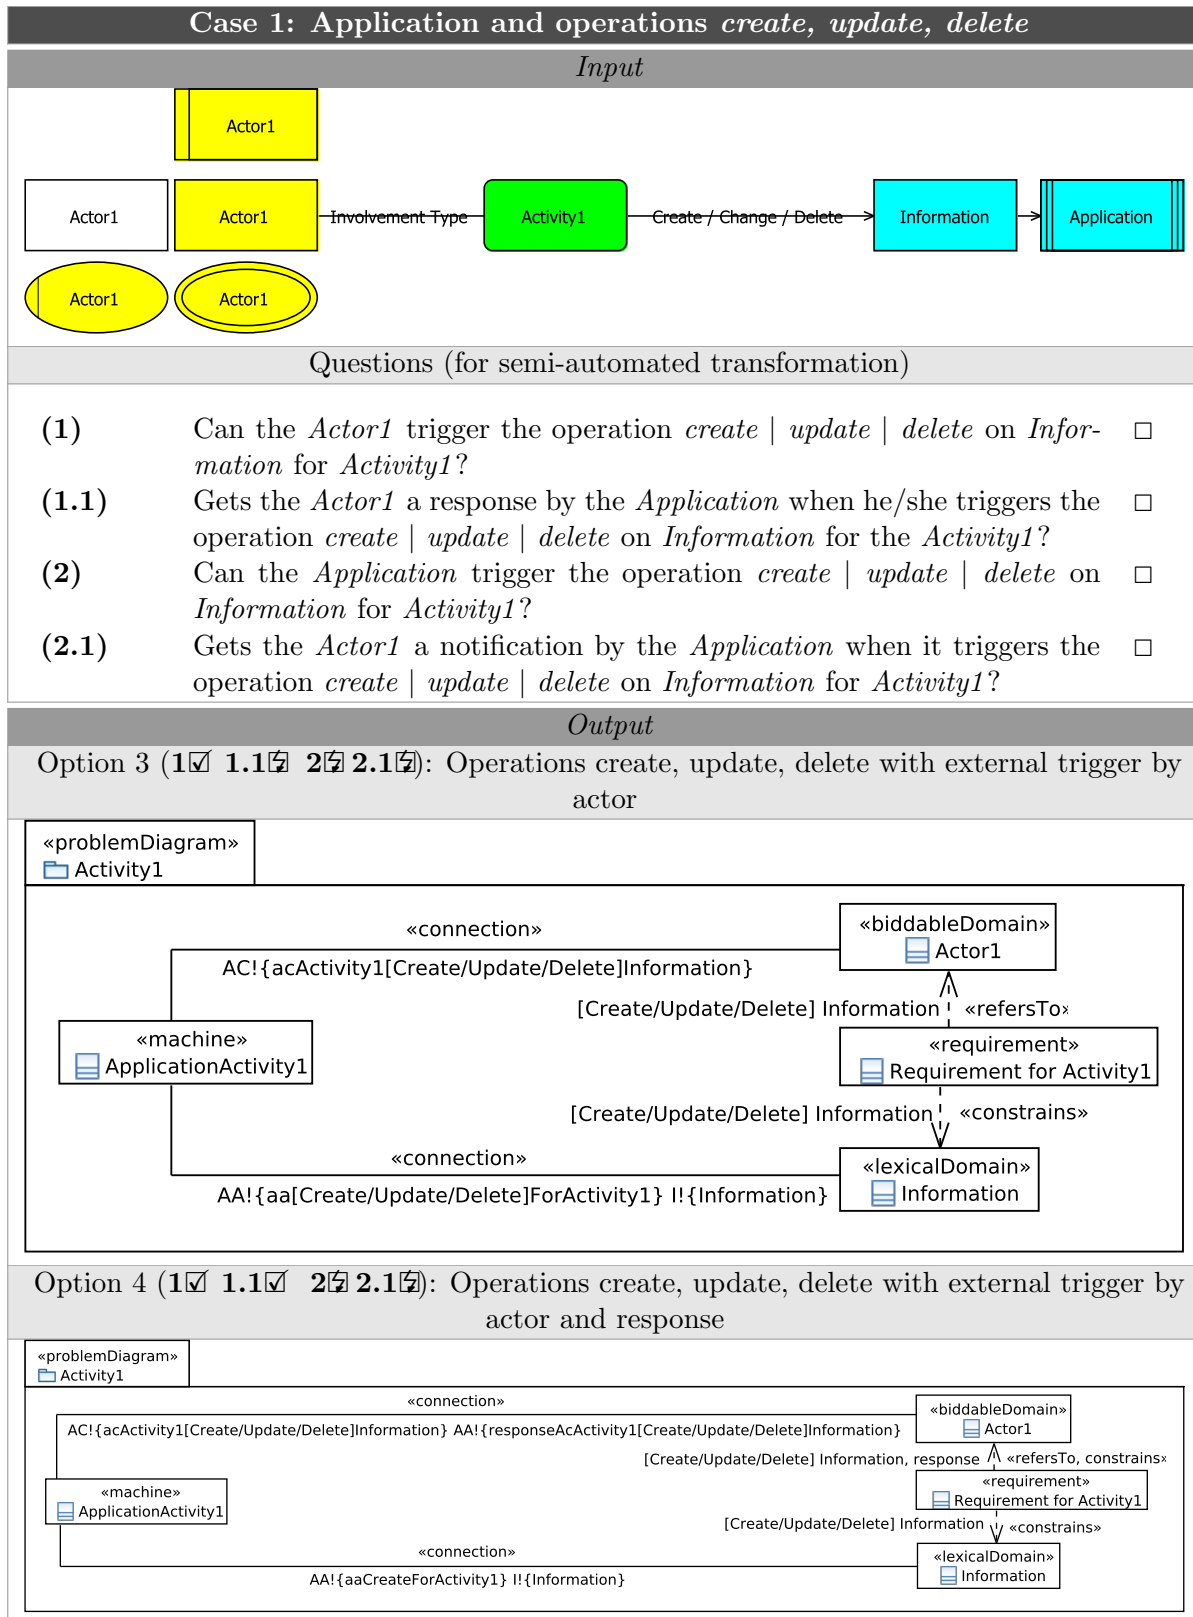 Case 1: Application and operations create, update, delete
Input
Actor1
Actor1
Actor1
Involvement Type
Activity1
Create / Change / Delete
Information
Application
Actor1
Actor1
Questions (for semi-automated transformation)
(1) Can the Actor1 trigger the operation create | update | delete on Infor- □
mation for Activity1?
(1.1) Gets the Actor1 a response by the Application when he/she triggers the □
operation create | update | delete on Information for the Activity1?
(2) Can the Application trigger the operation create | update | delete on □
Information for Activity1?
(2.1) Gets the Actor1 a notification by the Application when it triggers the □
operation create | update | delete on Information for Activity1?
Output
Option 3 (1☑ 1.1 2 2.1): Operations create, update, delete with external trigger by
actor
«problemDiagram»
Activity1
«connection»
AC!{acActivity1[Create/Update/Delete]Information}
«biddableDomain»
Actor1
[Create/Update/Delete] Information
«refersTo»
«machine»
ApplicationActivity1
«requirement»
Requirement for Activity1
[Create/Update/Delete] Information
«constrains»
«connection»
AA!{aa[Create/Update/Delete]ForActivity1} I!{Information}
«lexicalDomain»
Information
Option 4 (1☑ 1.1☑ 2 2.1): Operations create, update, delete with external trigger by
actor and response
«problemDiagram»
Activity1
«connection»
AC!{acActivity1[Create/Update/Delete]Information} AA!{responseAcActivity1[Create/Update/Delete]Information}
«biddableDomain»
Actor1
[Create/Update/Delete] Information, response
«refersTo, constrains»
«machine»
ApplicationActivity1
«requirement»
Requirement for Activity1
[Create/Update/Delete] Information
«constrains»
«connection»
AA!{aaCreateForActivity1} I!{Information}
«lexicalDomain»
Information